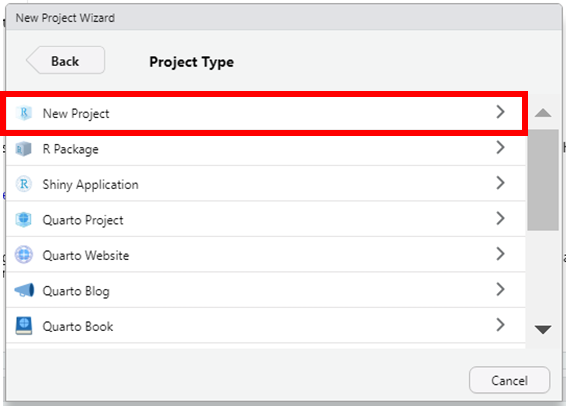 New Project Wizard
Back
Project Type
New Project
R Package
Shiny Application
Quarto Project
Quarto Website
Quarto Blog
Quarto Book
Cancel